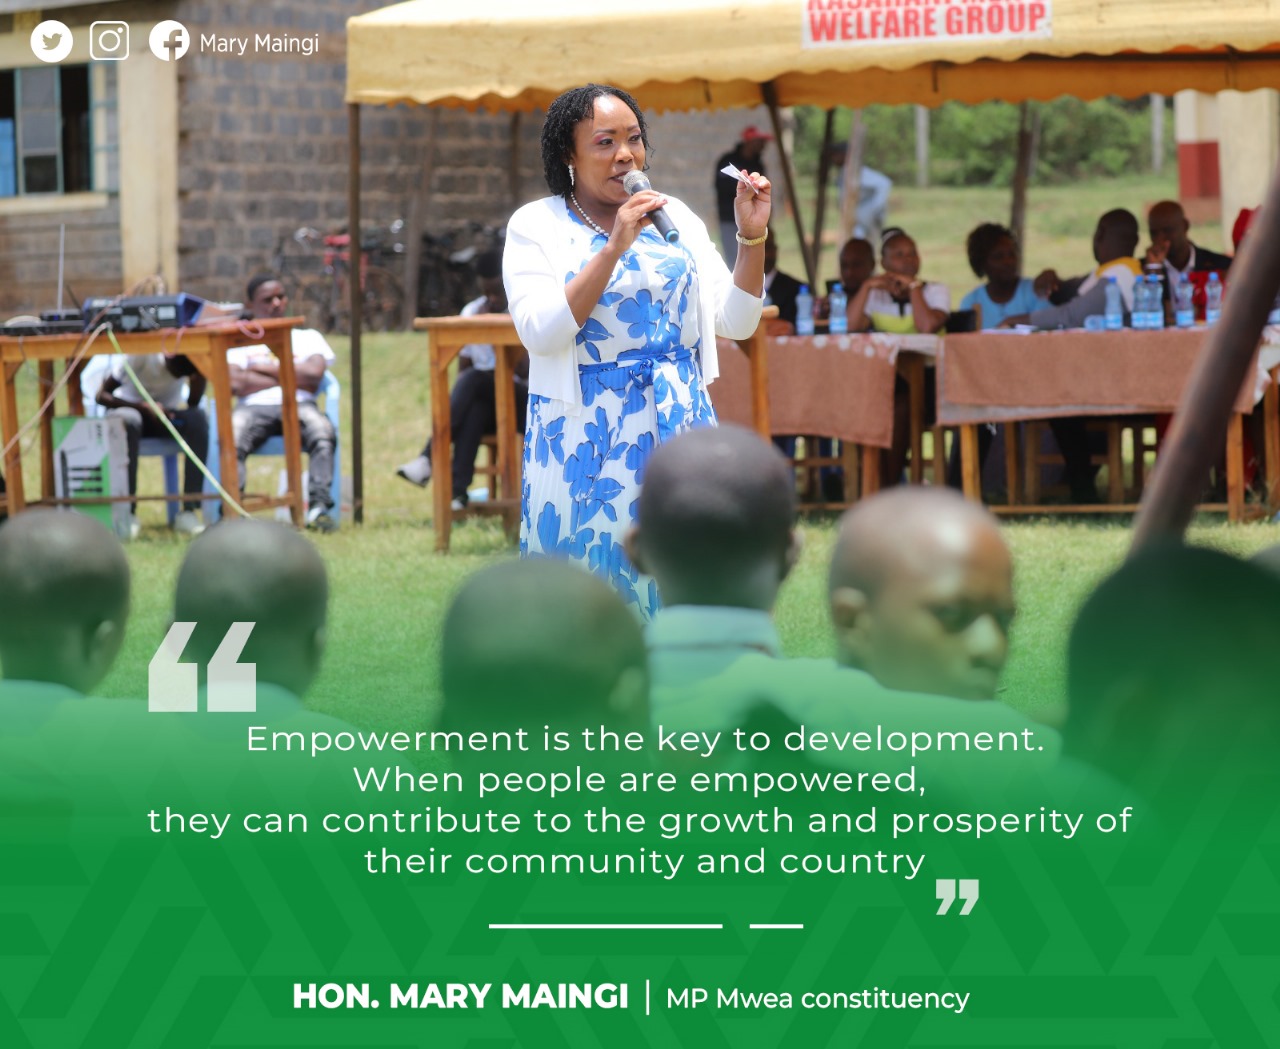 Mary Maingi
WELFARE GROUP
Empowerment is the key to development.
When people are empowered,
they can contribute to the growth and prosperity of
their community and country
HON. MARY MAINGI | MP Mwea constituency